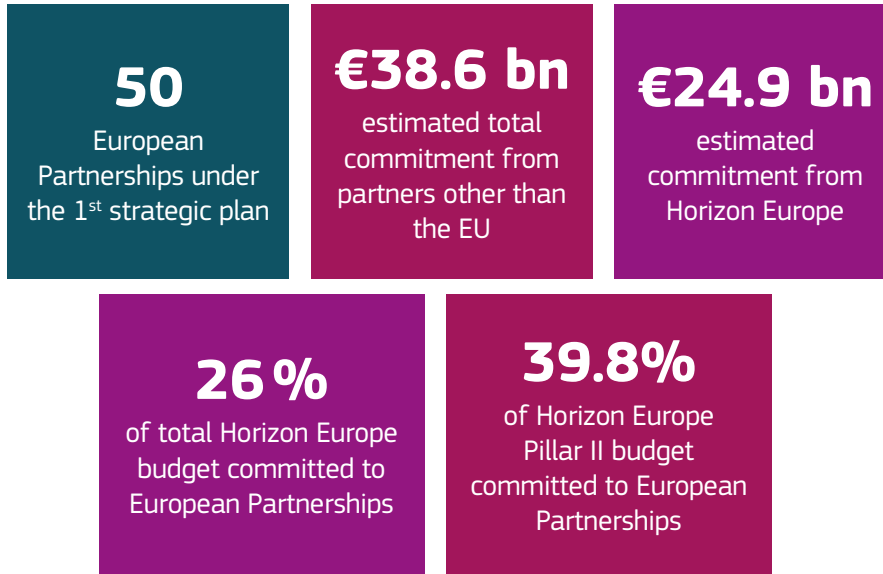 50
European
Partnerships under
the 1st strategic plan
€38.6 bn
estimated total
commitment from
partners other than
the EU
€24.9 bn
estimated
commitment from
Horizon Europe
26 %
of total Horizon Europe
budget committed to
European Partnerships
39.8%
of Horizon Europe
Pillar II budget
committed to European
Partnerships